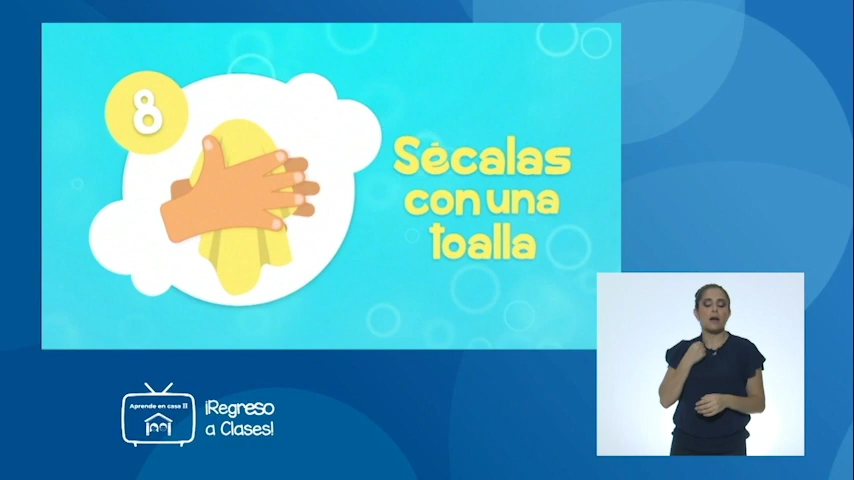 8
Sécalas
con una
toalla
Aprende en casa II
¡Regreso
a Clases!